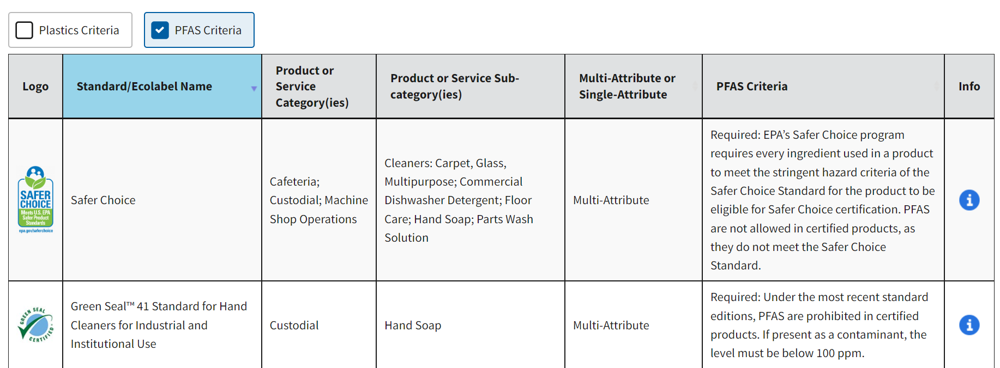 Plastics Criteria
PFAS Criteria
Logo
Standard/Ecolabel Name
Product or
Service
Category(ies)
Product or Service Sub-
category(ies)
Multi-Attribute or
Single-Attribute
PFAS Criteria
Info
SAFER
CHOICE
Meets U.S. EPA
Safer Product
Standards
epa.gov/saferchoice
Safer Choice
Cafeteria;
Custodial; Machine
Shop Operations
Cleaners: Carpet, Glass,
Multipurpose; Commercial
Dishwasher Detergent; Floor
Care; Hand Soap; Parts Wash
Solution
Multi-Attribute
Required: EPA’s Safer Choice program
requires every ingredient used in a product
to meet the stringent hazard criteria of the
Safer Choice Standard for the product to be
eligible for Safer Choice certification. PFAS
are not allowed in certified products, as
they do not meet the Safer Choice
Standard.
i
GREEN SEAL
CERTIFIED
Green Seal™ 41 Standard for Hand
Cleaners for Industrial and
Institutional Use
Custodial
Hand Soap
Multi-Attribute
Required: Under the most recent standard
editions, PFAS are prohibited in certified
products. If present as a contaminant, the
level must be below 100 ppm.
i